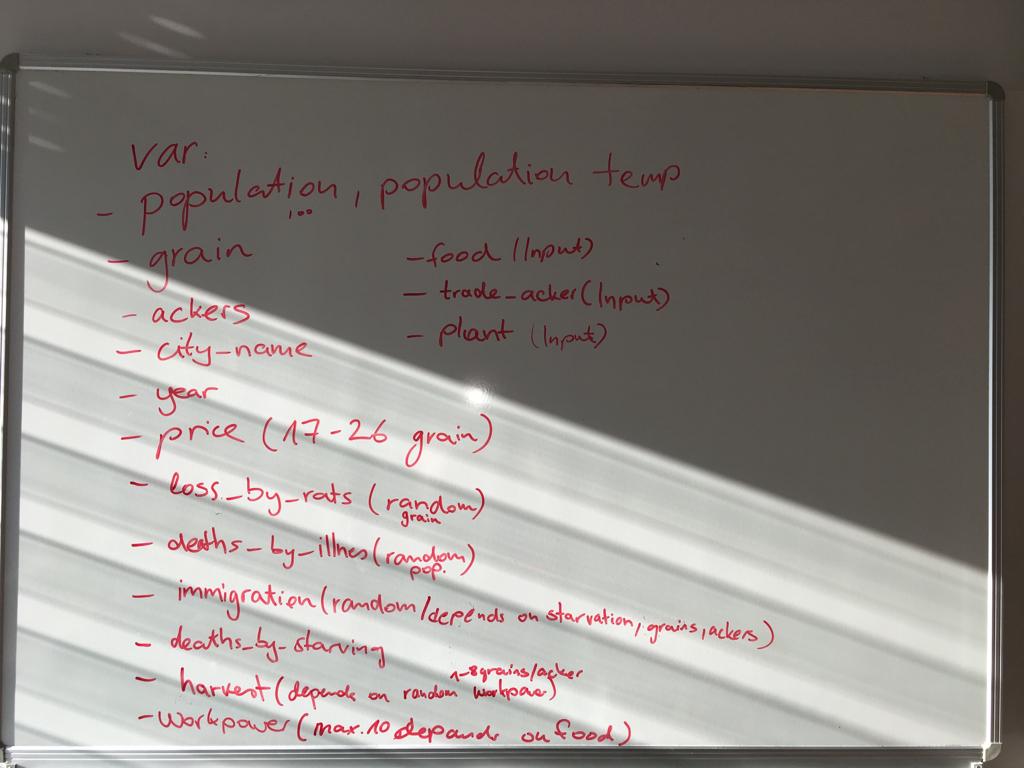 var:
- population, population temp
100
- grain
- ackers
- city-name
- year
- price (17-26 grain)
- loss_by_rats (random)
grain
- deaths_by_illnes (random)
pop.
- immigration (random/depends on starvation, grains, ackers)
- deaths_by_starving
1-8 grains/acker
- harvest (depends on random workpower)
- workpower (max. 10 depands on food)
- food (Input)
- trade_acker (Input)
- plant (Input)